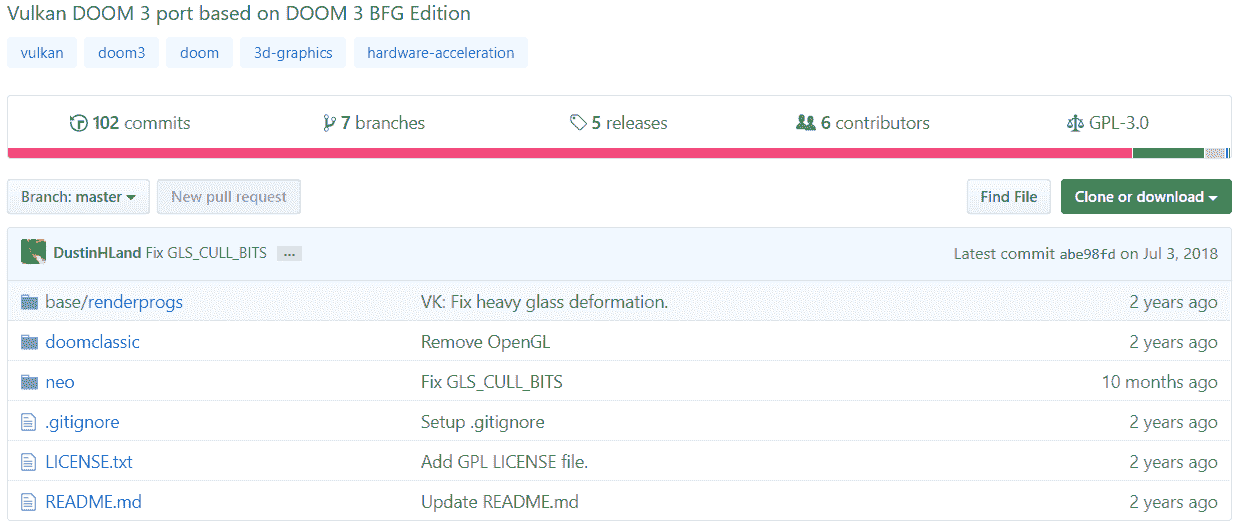 Vulkan DOOM 3 port based on DOOM 3 BFG Edition
vulkan doom3 doom 3d-graphics hardware-acceleration
102 commits 7 branches 5 releases 6 contributors GPL-3.0
Branch: master New pull request Find File Clone or download
DustinHLand Fix GLS_CULL_BITS ... Latest commit abe98fd on Jul 3, 2018
base/renderprogs VK: Fix heavy glass deformation. 2 years ago
doomclassic Remove OpenGL 2 years ago
neo Fix GLS_CULL_BITS 10 months ago
.gitignore Setup .gitignore 2 years ago
LICENSE.txt Add GPL LICENSE file. 2 years ago
README.md Update README.md 2 years ago